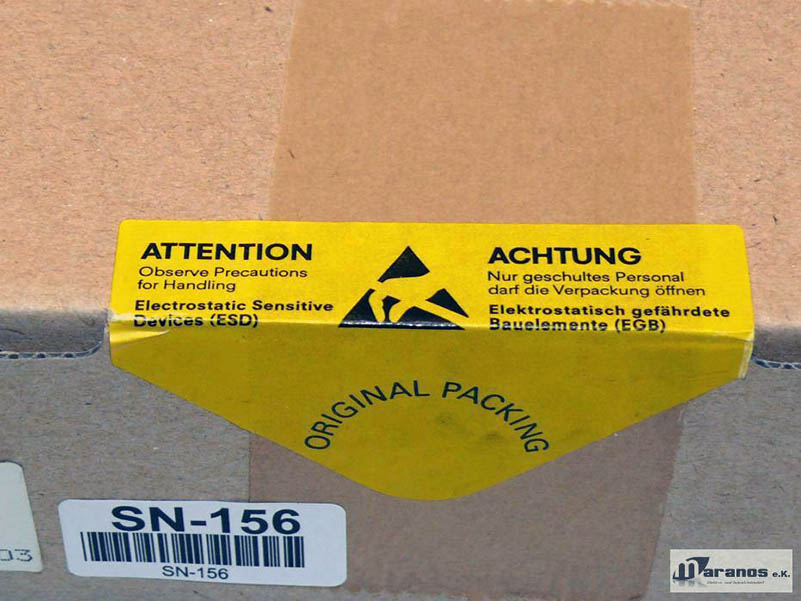 ATTENTION
Observe Precautions
for Handling
Electrostatic Sensitive
Devices (ESD)
ACHTUNG
Nur geschultes Personal
darf die Verpackung öffnen
Elektrostatisch gefährdete
Bauelemente (EGB)
ORIGINAL PACKING
03
SN-156
SN-156
maranos e.K.